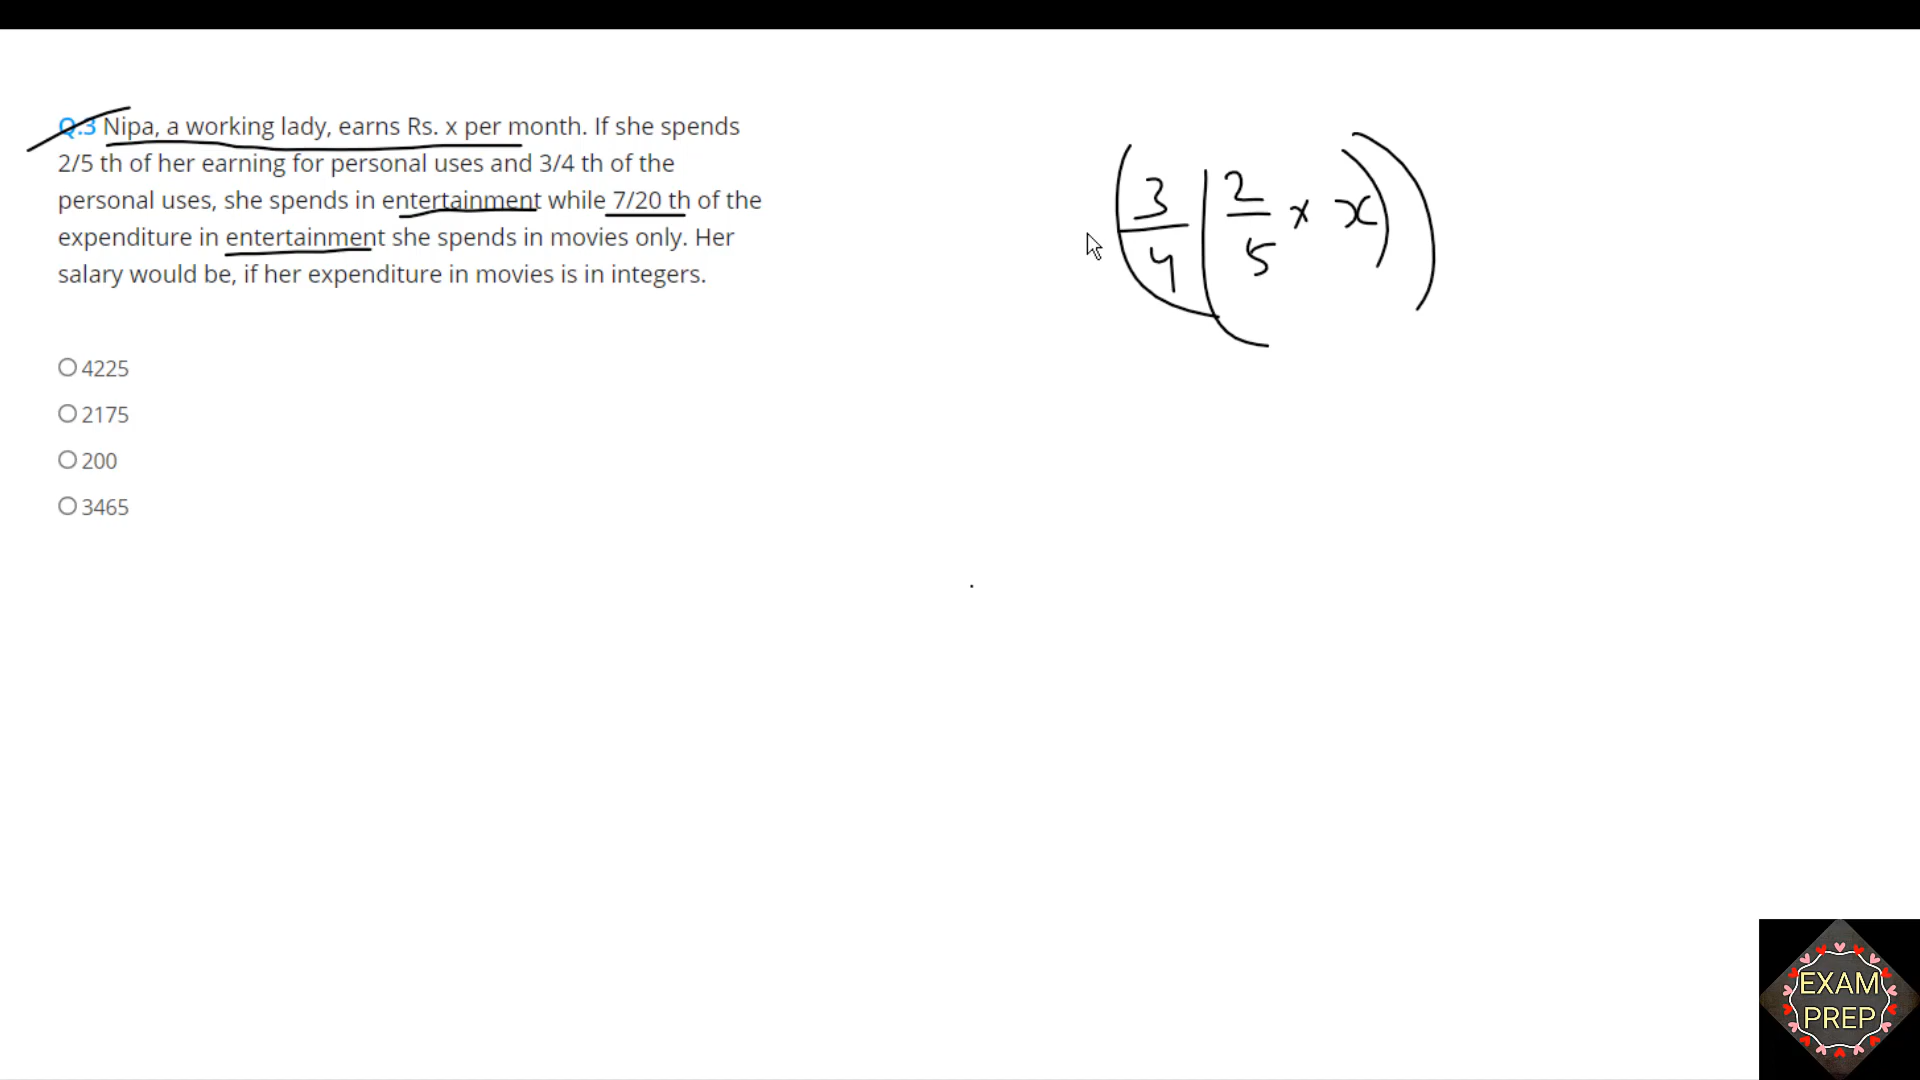 Q.3 Nipa, a working lady, earns Rs. x per month. If she spends
2/5 th of her earning for personal uses and 3/4 th of the
personal uses, she spends in entertainment while 7/20 th of the
expenditure in entertainment she spends in movies only. Her
salary would be, if her expenditure in movies is in integers.
4225
2175
200
3465
(3/4 (2/5 × x))
EXAM
PREP